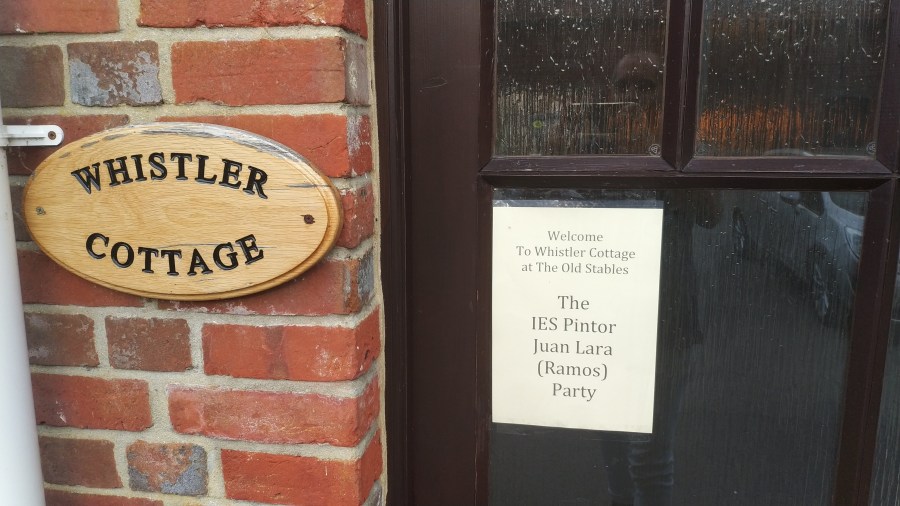 WHISTLER
COTTAGE
Welcome
To Whistler Cottage
at The Old Stables
The
IES Pintor
Juan Lara
(Ramos)
Party